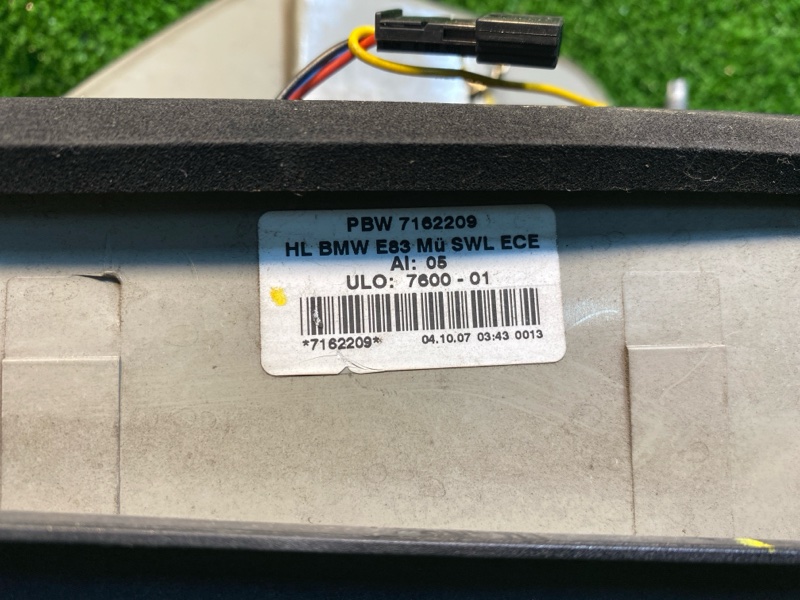 PBW 7162209
HL BMW E83 Mü SWL ECE
AI: 05
ULO: 7600 - 01
*7162209* 04.10.07 03:43 0013